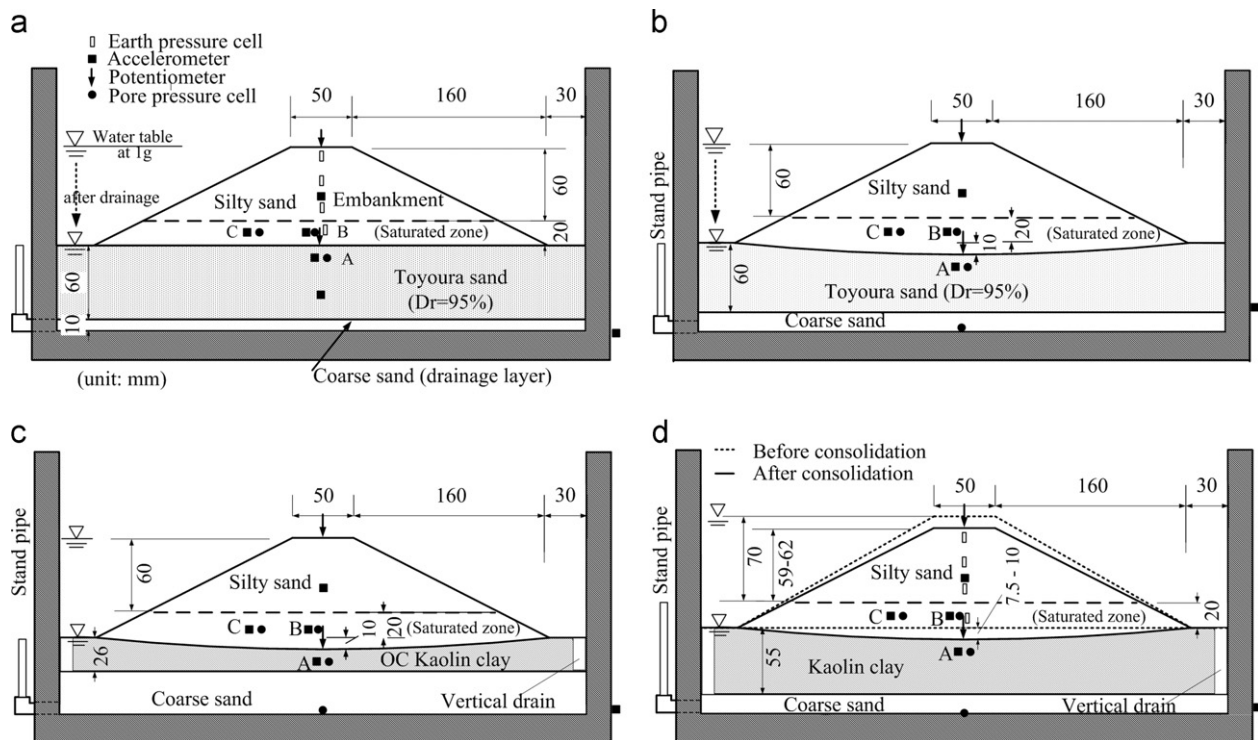 a
Earth pressure cell
Accelerometer
Potentiometer
Pore pressure cell
50
160
30
Water table
at 1g
after drainage
Silty sand
Embankment
60
C
B
(Saturated zone)
20
A
60
Toyoura sand
(Dr=95%)
10
(unit: mm)
Coarse sand (drainage layer)
b
50
160
30
Stand pipe
60
Silty sand
C
B
10
20
(Saturated zone)
60
A
Toyoura sand (Dr=95%)
Coarse sand
c
50
160
30
Stand pipe
60
Silty sand
C
B
10
20
(Saturated zone)
26
A
OC Kaolin clay
Coarse sand
Vertical drain
d
Before consolidation
After consolidation
50
160
30
Stand pipe
70
59-62
Silty sand
7.5 - 10
C
B
(Saturated zone)
20
A
55
Kaolin clay
Coarse sand
Vertical drain